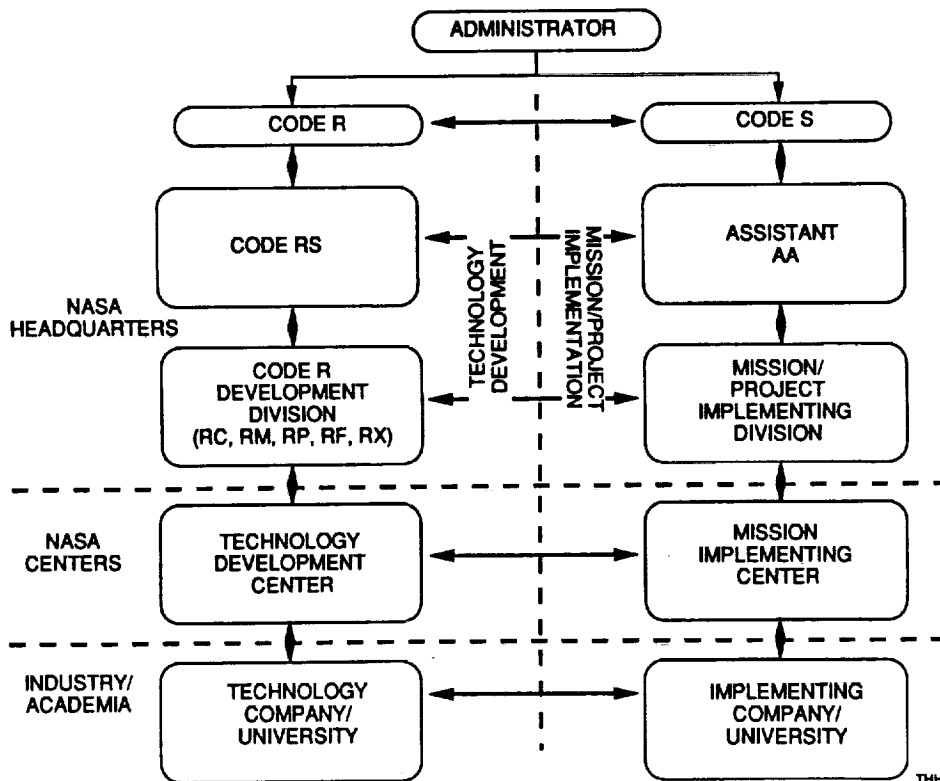 ADMINISTRATOR
CODE R
CODE S
CODE RS
ASSISTANT
AA
TECHNOLOGY
DEVELOPMENT
MISSION/PROJECT
IMPLEMENTATION
NASA
HEADQUARTERS
CODE R
DEVELOPMENT
DIVISION
(RC, RM, RP, RF, RX)
MISSION/
PROJECT
IMPLEMENTING
DIVISION
NASA
CENTERS
TECHNOLOGY
DEVELOPMENT
CENTER
MISSION
IMPLEMENTING
CENTER
INDUSTRY/
ACADEMIA
TECHNOLOGY
COMPANY/
UNIVERSITY
IMPLEMENTING
COMPANY/
UNIVERSITY